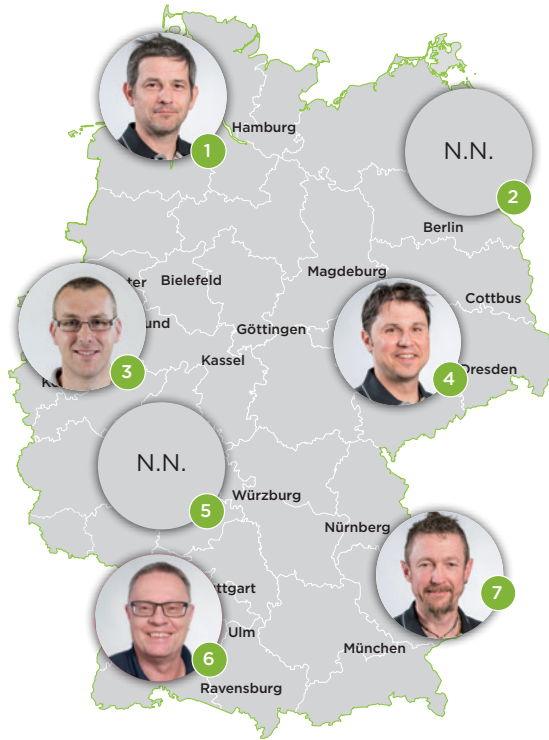 1
Hamburg
N.N.
2
Berlin
Magdeburg
Bielefeld
Cottbus
Göttingen
3
Kassel
4
Dresden
N.N.
5
Würzburg
Nürnberg
7
Ulm
6
München
Ravensburg